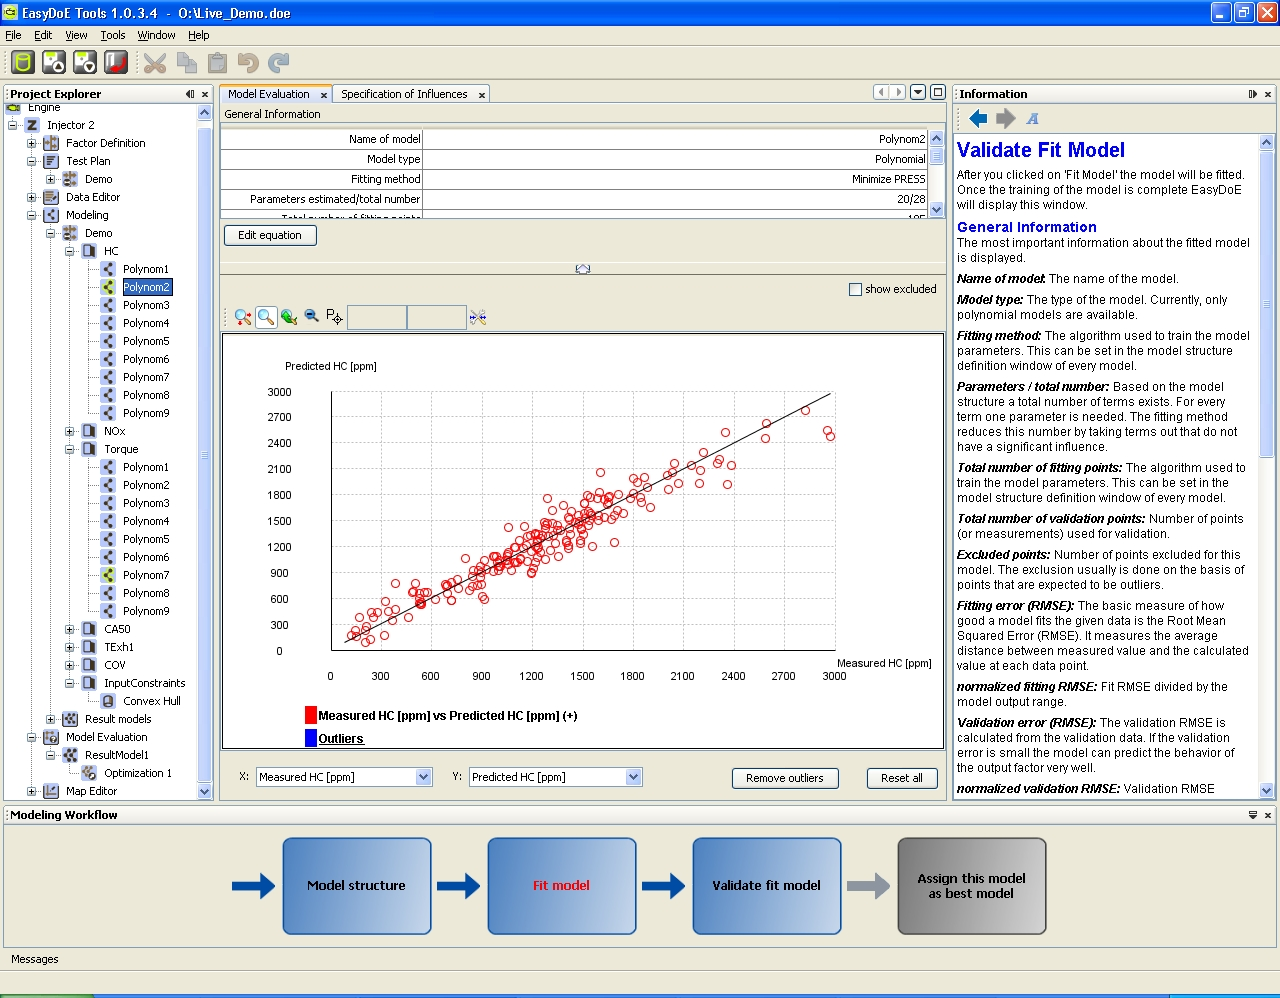 EasyDoE Tools 1.0.3.4 - O:\Live_Demo.doe
File Edit View Tools Window Help
Project Explorer
Engine
Injector 2
Factor Definition
Test Plan
Demo
Data Editor
Modeling
Demo
HC
Polynom1
Polynom2
Polynom3
Polynom4
Polynom5
Polynom6
Polynom7
Polynom8
Polynom9
NOx
Torque
Polynom1
Polynom2
Polynom3
Polynom4
Polynom5
Polynom6
Polynom7
Polynom8
Polynom9
CA50
TExh1
COV
InputConstraints
Convex Hull
Result models
Model Evaluation
ResultModel1
Optimization 1
Map Editor
Model Evaluation Specification of Influences
General Information
Name of model Polynom2
Model type Polynomial
Fitting method Minimize PRESS
Parameters estimated/total number 20/28
Total number of fitting points 195
Edit equation
show excluded
Predicted HC [ppm]
3000
2700
2400
2100
1800
1500
1200
900
600
300
0
Measured HC [ppm]
0 300 600 900 1200 1500 1800 2100 2400 2700 3000
Measured HC [ppm] vs Predicted HC [ppm] (+)
Outliers
X: Measured HC [ppm] Y: Predicted HC [ppm] Remove outliers Reset all
Information
A
Validate Fit Model
After you clicked on 'Fit Model' the model will be fitted.
Once the training of the model is complete EasyDoE
will display this window.
General Information
The most important information about the fitted model
is displayed.
Name of model: The name of the model.
Model type: The type of the model. Currently, only
polynomial models are available.
Fitting method: The algorithm used to train the model
parameters. This can be set in the model structure
definition window of every model.
Parameters / total number: Based on the model
structure a total number of terms exists. For every
term one parameter is needed. The fitting method
reduces this number by taking terms out that do not
have a significant influence.
Total number of fitting points: The algorithm used to
train the model parameters. This can be set in the
model structure definition window of every model.
Total number of validation points: Number of points
(or measurements) used for validation.
Excluded points: Number of points excluded for this
model. The exclusion usually is done on the basis of
points that are expected to be outliers.
Fitting error (RMSE): The basic measure of how
good a model fits the given data is the Root Mean
Squared Error (RMSE). It measures the average
distance between measured value and the calculated
value at each data point.
normalized fitting RMSE: Fit RMSE divided by the
model output range.
Validation error (RMSE): The validation RMSE is
calculated from the validation data. If the validation
error is small the model can predict the behavior of
the output factor very well.
normalized validation RMSE: Validation RMSE
Modeling Workflow
Model structure
Fit model
Validate fit model
Assign this model
as best model
Messages